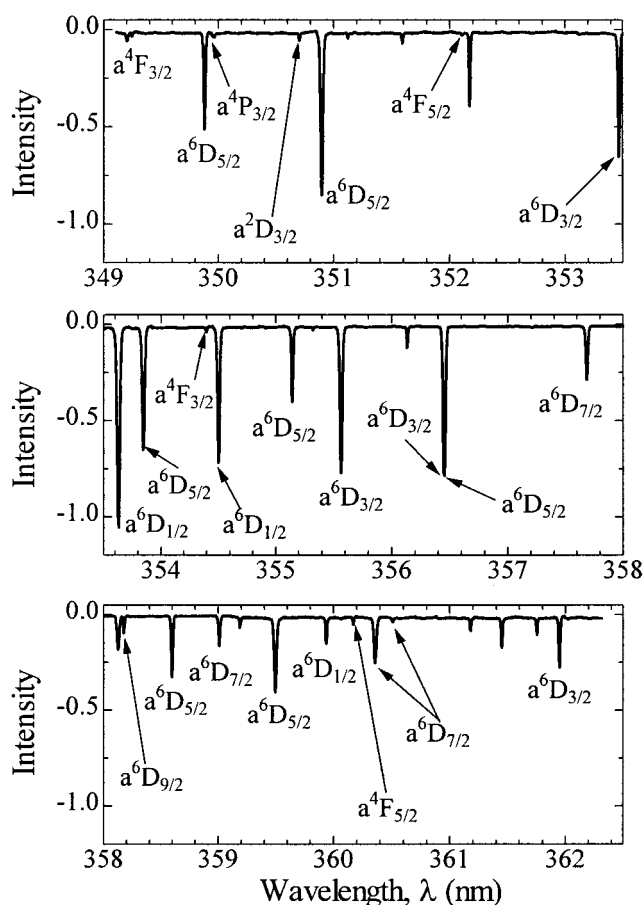 0.0
a⁴F₃/₂
a⁴P₃/₂
a⁴F₅/₂
Intensity
-0.5
a⁶D₅/₂
a⁶D₅/₂
a⁶D₃/₂
-1.0
a²D₃/₂
349 350 351 352 353
0.0
a⁴F₃/₂
Intensity
-0.5
a⁶D₅/₂
a⁶D₃/₂
a⁶D₇/₂
a⁶D₅/₂
a⁶D₃/₂
a⁶D₅/₂
-1.0
a⁶D₁/₂
a⁶D₁/₂
354 355 356 357 358
0.0
Intensity
-0.5
a⁶D₇/₂
a⁶D₁/₂
a⁶D₅/₂
a⁶D₅/₂
a⁶D₇/₂
a⁶D₃/₂
a⁶D₉/₂
a⁴F₅/₂
-1.0
358 359 360 361 362
Wavelength, λ (nm)